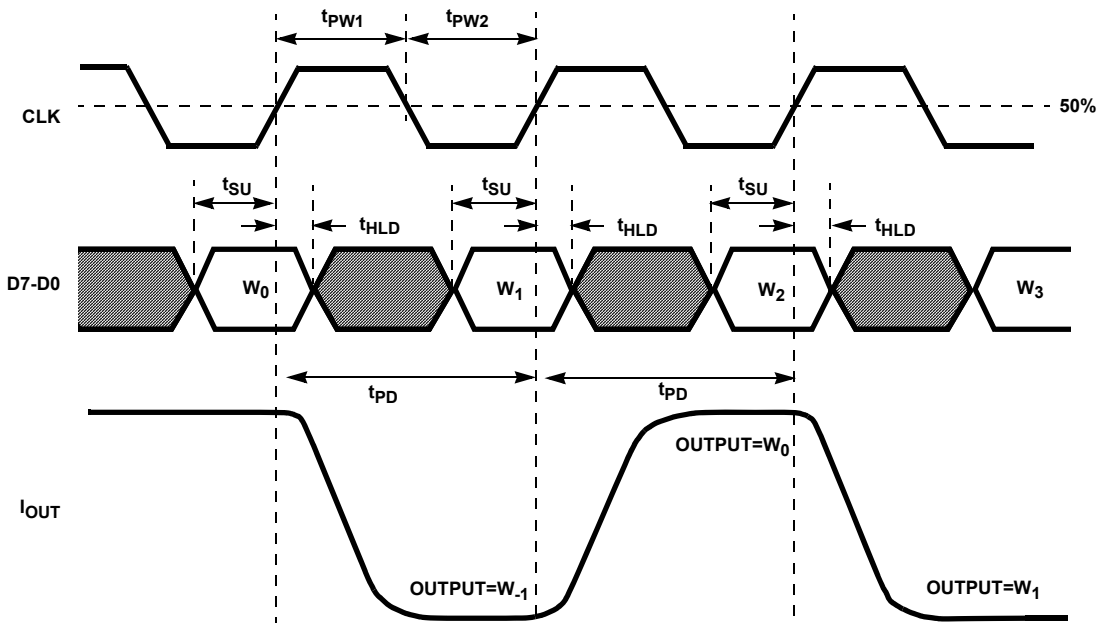 tPW1 tPW2
CLK 50%
tSU tSU tSU
tHLD tHLD tHLD
D7-D0 W0 W1 W2 W3
tPD tPD
OUTPUT=W0
IOUT
OUTPUT=W-1 OUTPUT=W1